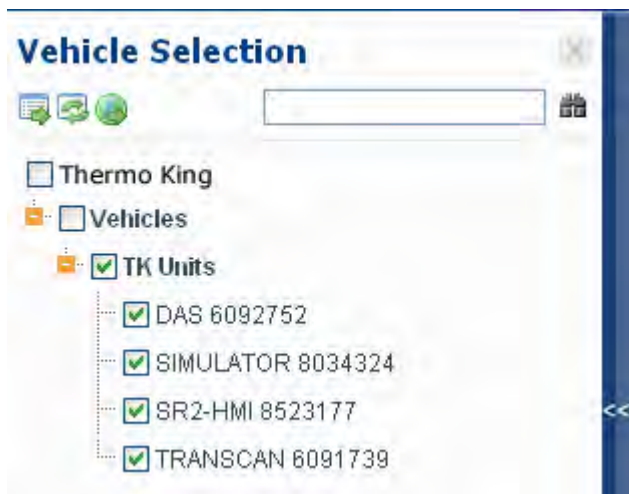 Vehicle Selection
Thermo King
Vehicles
TK Units
DAS 6092752
SIMULATOR 8034324
SR2-HMI 8523177
<<
TRANSCAN 6091739